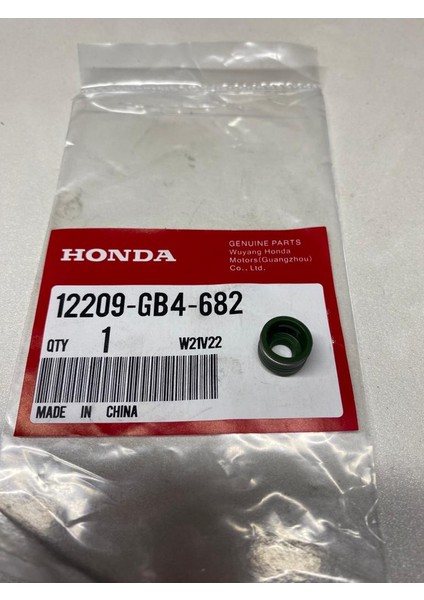 HONDA
GENUINE PARTS
Wuyang Honda
Motors(Guangzhou)
Co., Ltd.
12209-GB4-682
QTY 1 W21V22
MADE IN CHINA